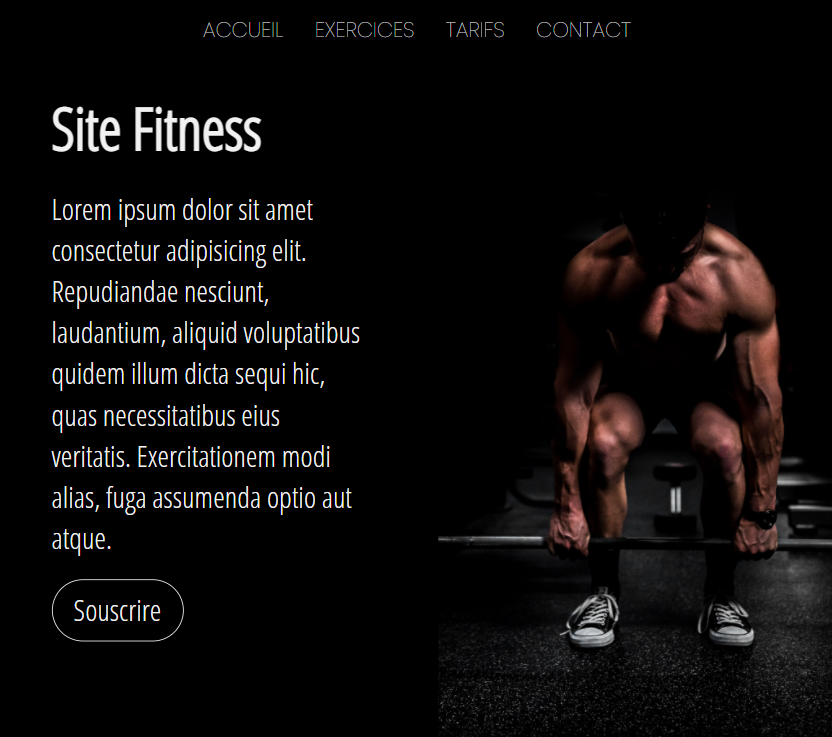 ACCUEIL EXERCICES TARIFS CONTACT
Site Fitness
Lorem ipsum dolor sit amet
consectetur adipisicing elit.
Repudiandae nesciunt,
laudantium, aliquid voluptatibus
quidem illum dicta sequi hic,
quas necessitatibus eius
veritatis. Exercitationem modi
alias, fuga assumenda optio aut
atque.
Souscrire